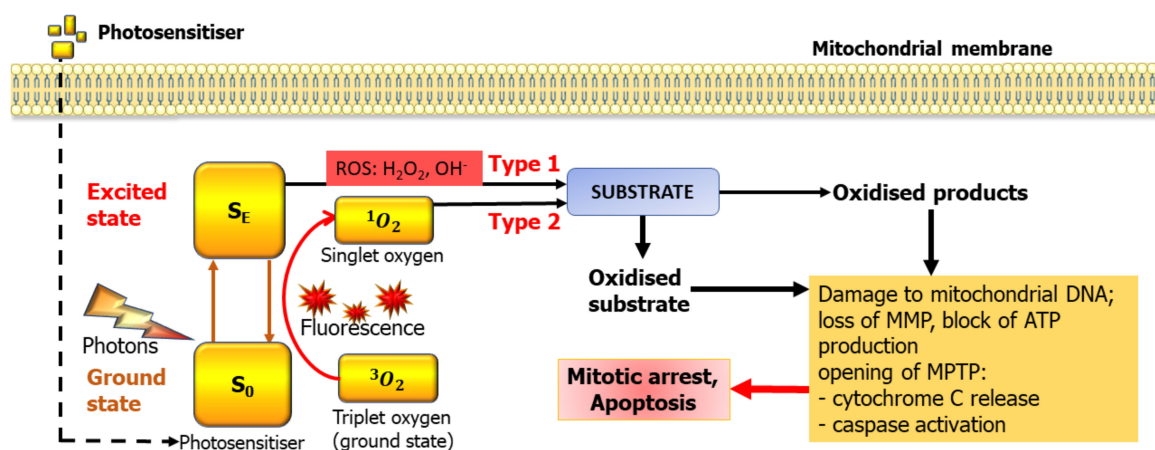 Photosensitiser
Mitochondrial membrane
Excited
state
S_E
ROS: H₂O₂, OH⁻
Type 1
¹O₂
Type 2
Singlet oxygen
SUBSTRATE
Oxidised products
Oxidised
substrate
Photons
Fluorescence
Ground
state
S₀
³O₂
Triplet oxygen
(ground state)
Photosensitiser
Damage to mitochondrial DNA;
loss of MMP, block of ATP
production
opening of MPTP:
- cytochrome C release
- caspase activation
Mitotic arrest,
Apoptosis